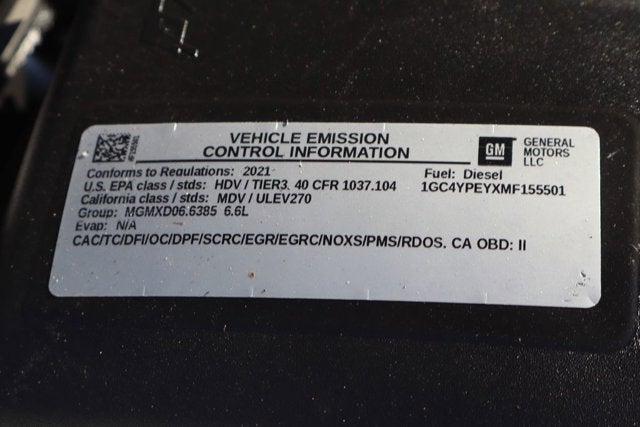 VEHICLE EMISSION
CONTROL INFORMATION
GM
GENERAL
MOTORS
LLC
Conforms to Regulations: 2021
Fuel: Diesel
U.S. EPA class / stds: HDV / TIER3. 40 CFR 1037.104
1GC4YPEYXMF155501
California class / stds: MDV / ULEV270
Group: MGMXD06.6385 6.6L
Evap: N/A
CAC/TC/DFI/OC/DPF/SCRC/EGR/EGRC/NOXS/PMS/RDOS. CA OBD: II